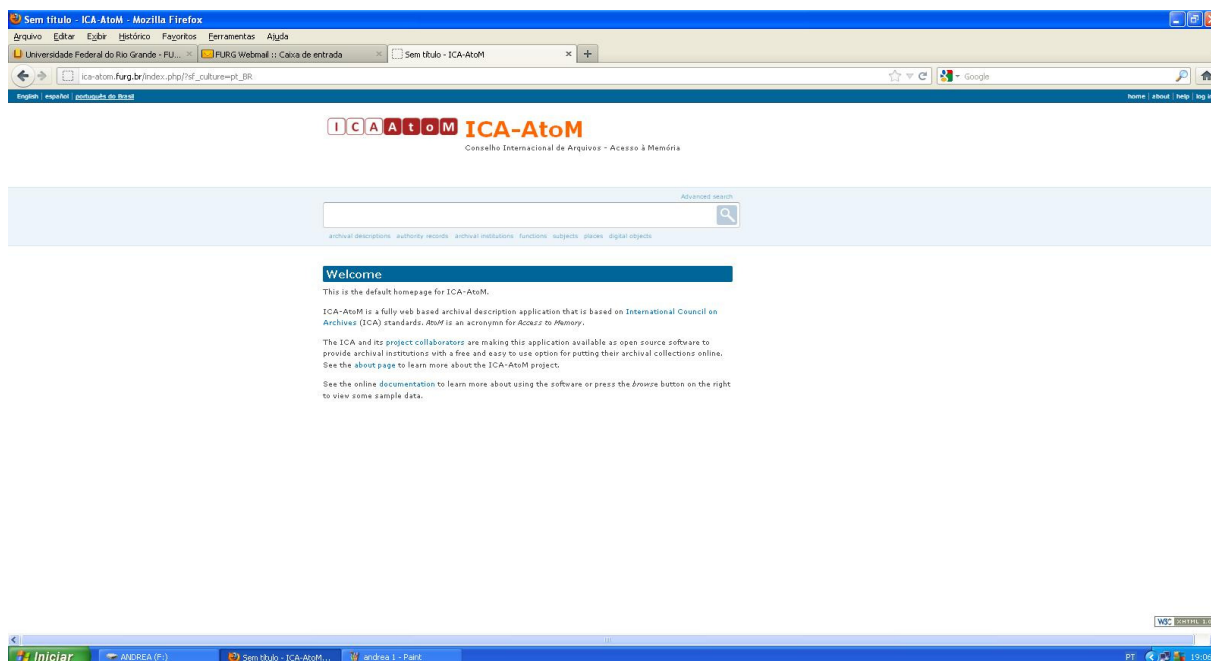 Sem título - ICA-AtoM - Mozilla Firefox
Arquivo Editar Exibir Histórico Favoritos Ferramentas Ajuda
Universidade Federal do Rio Grande - FU... FURG Webmail :: Caixa de entrada Sem título - ICA-AtoM
ica-atom.furg.br/index.php/?sf_culture=pt_BR Google
English español português do Brasil home about help log in
ICAAtoM ICA-AtoM
Conselho Internacional de Arquivos - Acesso à Memória
Advanced search
archival descriptions authority records archival institutions functions subjects places digital objects
Welcome
This is the default homepage for ICA-AtoM.
ICA-AtoM is a fully web based archival description application that is based on International Council on
Archives (ICA) standards. AtoM is an acronymn for Access to Memory.
The ICA and its project collaborators are making this application available as open source software to
provide archival institutions with a free and easy to use option for putting their archival collections online.
See the about page to learn more about the ICA-AtoM project.
See the online documentation to learn more about using the software or press the browse button on the right
to view some sample data.
W3C XHTML 1.0
Iniciar ANDREA (F:) Sem título - ICA-AtoM... andrea 1 - Paint PT 19:06